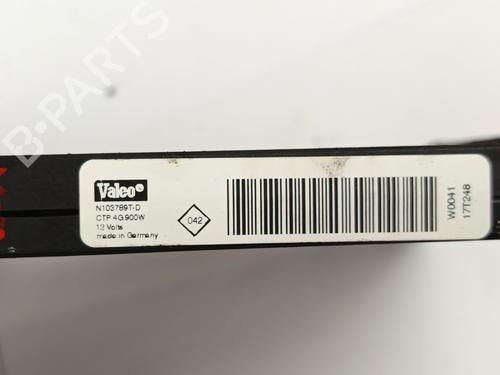 B-PARTS
Valeo
N103789T-D
CTP 4G 900W
12 Volts
made in Germany
042
W0041
17T248